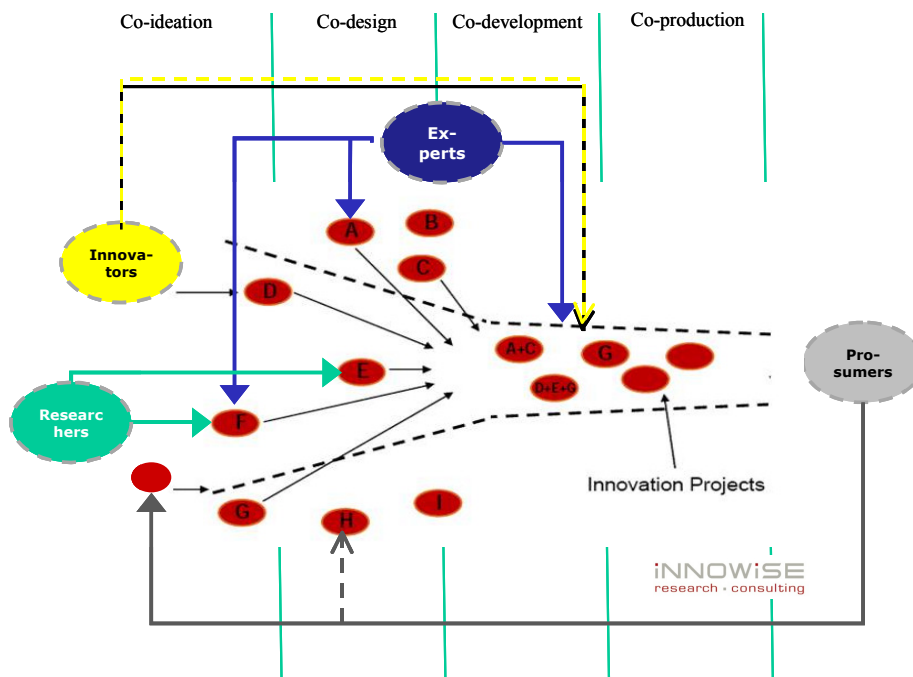 Co-ideation
Co-design
Co-development
Co-production
Ex-
perts
A
B
Innova-
tors
C
D
A+C
G
E
Pro-
sumers
D+E+G
Researc
hers
F
Innovation Projects
G
H
I
iNNOWiSE
research • consulting